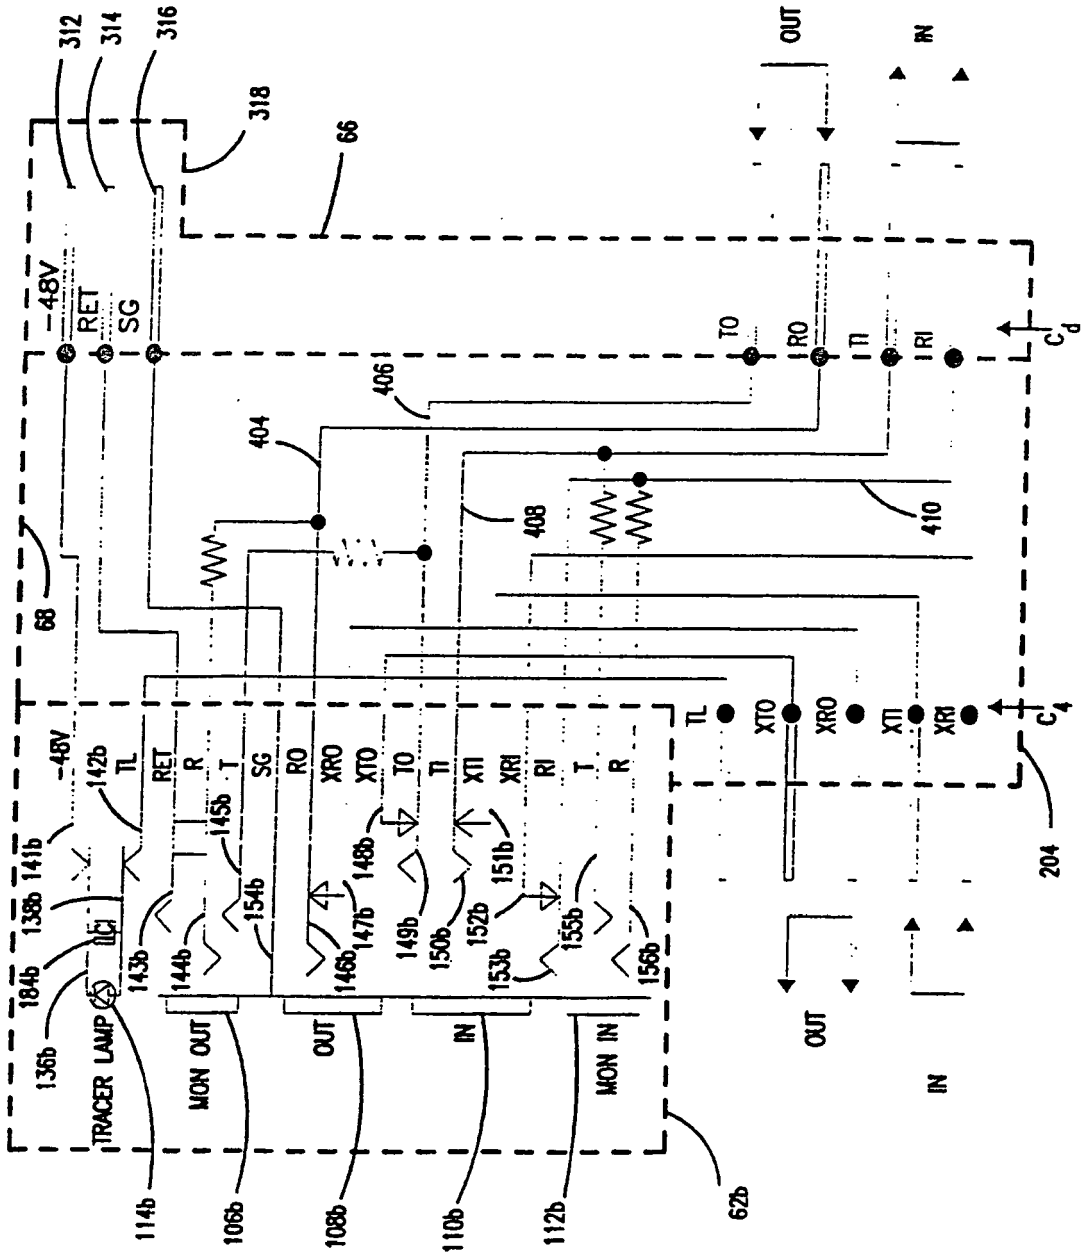 312
314
316
318
66
OUT
IN
-48V
RET
SG
TO
RO
TI
RI
C d
404
406
408
410
68
-48V
TL
RET
R
T
SG
RO
XRO
XTO
TO
TI
XTI
XRI
RI
T
R
TL
XTO
XRO
XTI
XRI
C 4
204
141b
142b
138b
184b
136b
143b
144b
145b
154b
146b
147b
148b
149b
150b
151b
152b
153b
155b
156b
TRACER LAMP
MON OUT
OUT
IN
MON IN
OUT
IN
114b
106b
108b
110b
112b
62b